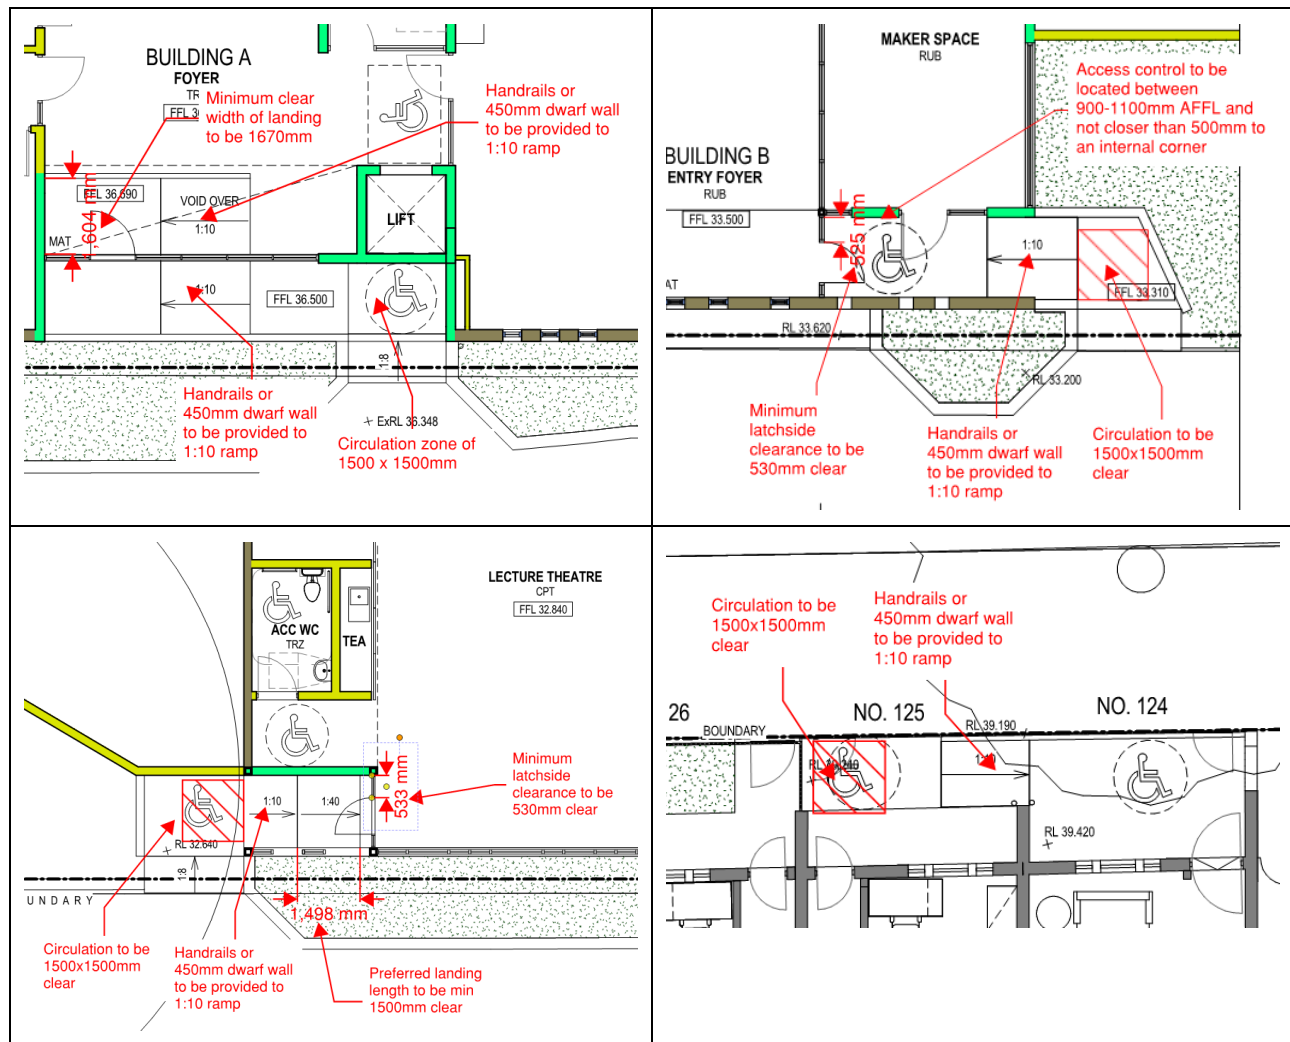 BUILDING A
FOYER
TR
FFL 3
Minimum clear
width of landing
to be 1670mm
Handrails or
450mm dwarf wall
to be provided to
1:10 ramp
FFL 36.690
VOID OVER
1:10
MAT
,604 mm
LIFT
1:10
FFL 36.500
1:8
Handrails or
450mm dwarf wall
to be provided to
1:10 ramp
ExRL 36.348
Circulation zone of
1500 x 1500mm
MAKER SPACE
RUB
Access control to be
located between
900-1100mm AFFL and
not closer than 500mm to
an internal corner
BUILDING B
ENTRY FOYER
RUB
FFL 33.500
525 mm
1:10
AT
FFL 33.310
RL 33.620
RL 33.200
Minimum
latchside
clearance to be
530mm clear
Handrails or
450mm dwarf wall
to be provided to
1:10 ramp
Circulation to be
1500x1500mm
clear
LECTURE THEATRE
CPT
FFL 32.840
ACC WC
TRZ
TEA
533 mm
Minimum
latchside
clearance to be
530mm clear
1:10
1:40
RL 32.640
1:8
UNDARY
1,498 mm
Circulation to be
1500x1500mm
clear
Handrails or
450mm dwarf wall
to be provided to
1:10 ramp
Preferred landing
length to be min
1500mm clear
Circulation to be
1500x1500mm
clear
Handrails or
450mm dwarf wall
to be provided to
1:10 ramp
26
BOUNDARY
NO. 125
RL 39.190
NO. 124
RL 39.420